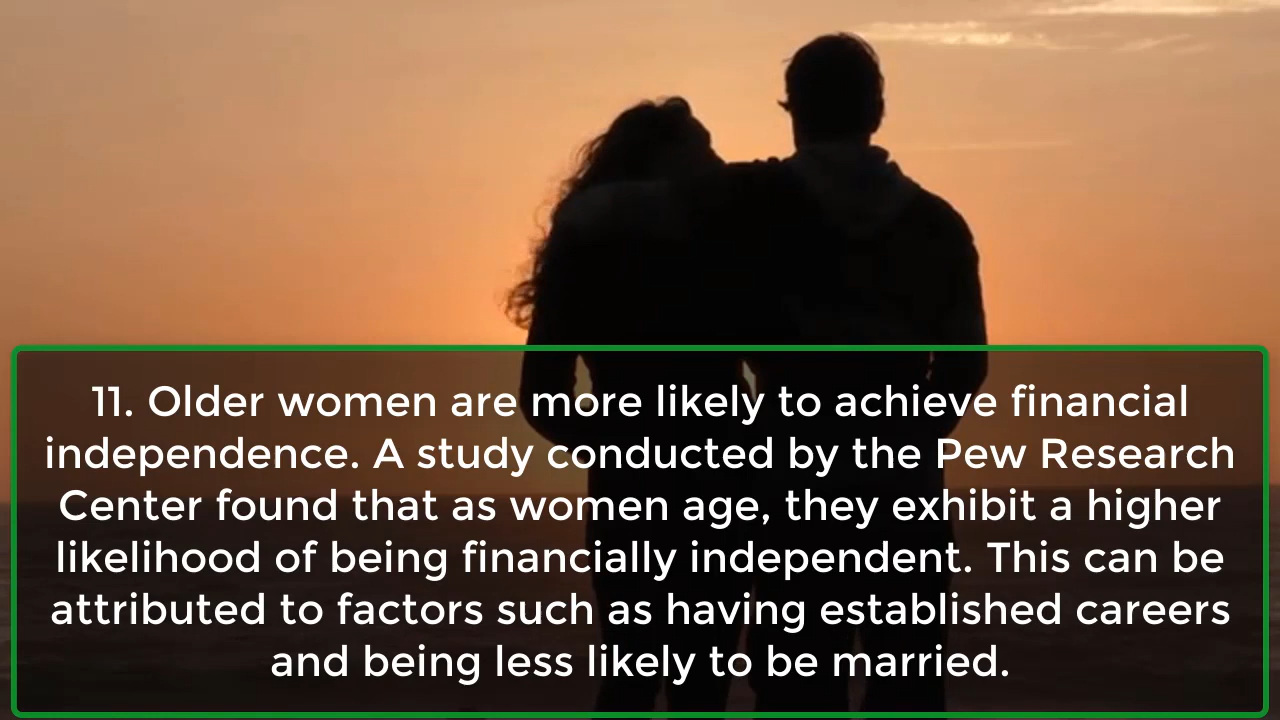 11. Older women are more likely to achieve financial
independence. A study conducted by the Pew Research
Center found that as women age, they exhibit a higher
likelihood of being financially independent. This can be
attributed to factors such as having established careers
and being less likely to be married.